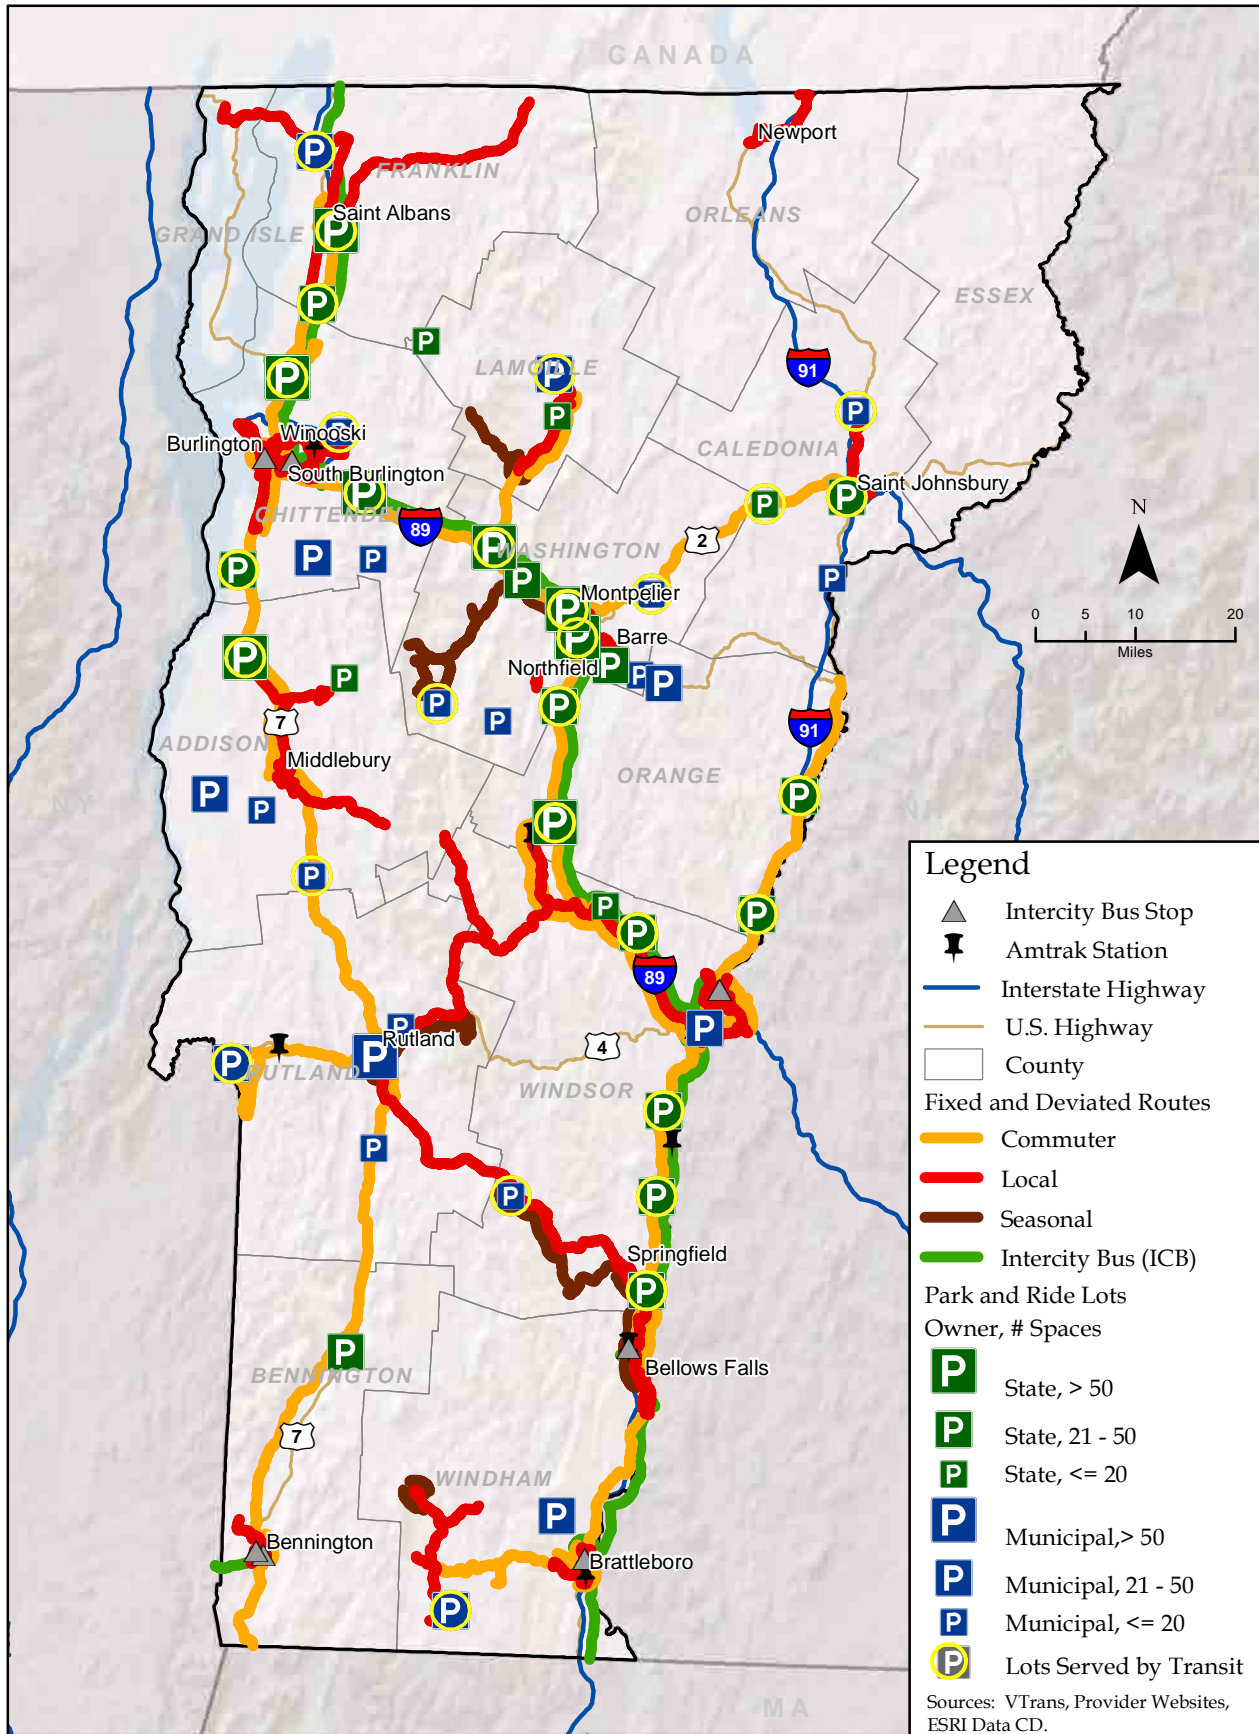 CANADA
Newport
FRANKLIN
Saint Albans
ORLEANS
GRAND ISLE
ESSEX
P
LAMOILLE
91
Winooski
Burlington
CALEDONIA
South Burlington
Saint Johnsbury
CHITTENDE
89
N
2
WASHINGTON
Montpelier
0 5 10 20
Miles
Barre
Northfield
7
91
ADDISON
Middlebury
ORANGE
NY
89
Rutland
4
RUTLAND
WINDSOR
Springfield
Bellows Falls
BENNINGTON
7
WINDHAM
Bennington
Brattleboro
MA
Legend
Intercity Bus Stop
Amtrak Station
Interstate Highway
U.S. Highway
County
Fixed and Deviated Routes
Commuter
Local
Seasonal
Intercity Bus (ICB)
Park and Ride Lots
Owner, # Spaces
P State, > 50
P State, 21 - 50
P State, <= 20
P Municipal,> 50
P Municipal, 21 - 50
P Municipal, <= 20
P Lots Served by Transit
Sources: VTrans, Provider Websites,
ESRI Data CD.